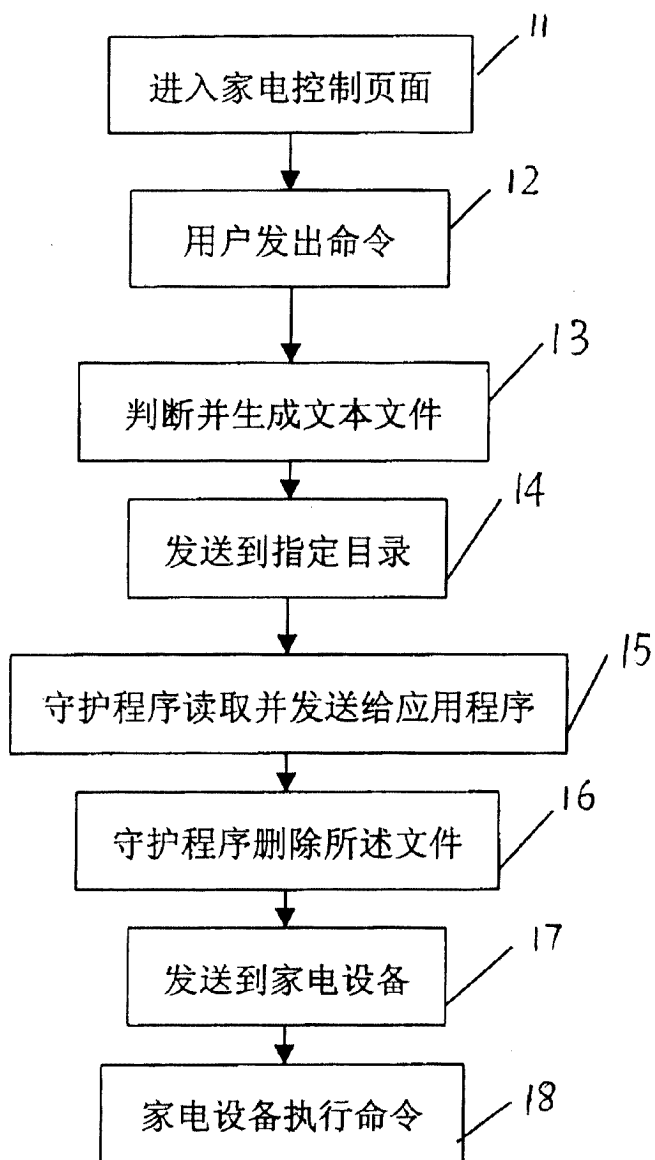 11
进入家电控制页面
12
用户发出命令
13
判断并生成文本文件
14
发送到指定目录
15
守护程序读取并发送给应用程序
16
守护程序删除所述文件
17
发送到家电设备
18
家电设备执行命令